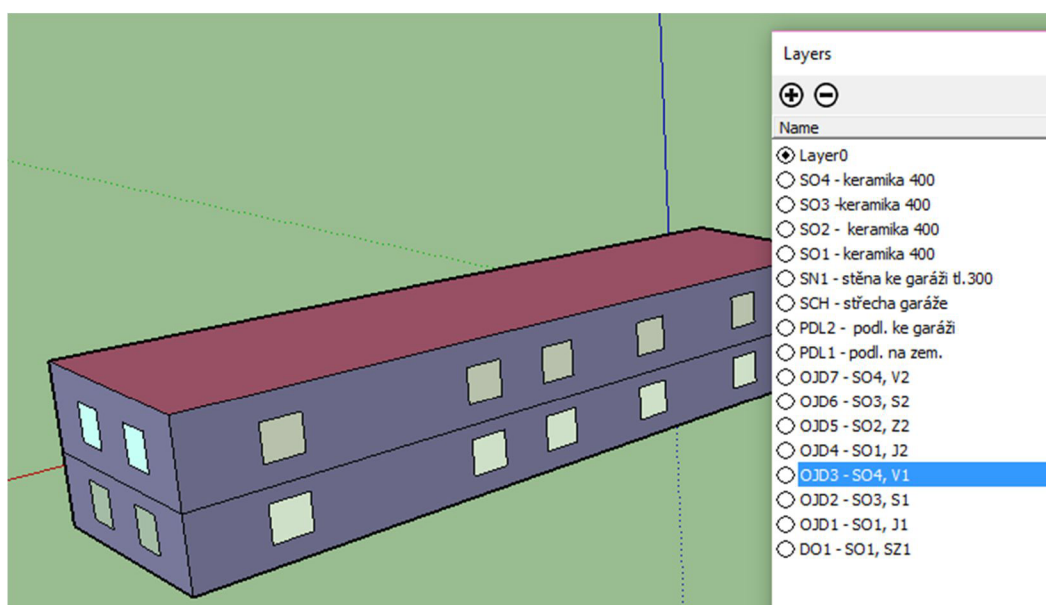 Layers
Name
Layer0
SO4 - keramika 400
SO3 -keramika 400
SO2 - keramika 400
SO1 - keramika 400
SN1 - stěna ke garáži tl.300
SCH - střecha garáže
PDL2 - podl. ke garáži
PDL1 - podl. na zem.
OJD7 - SO4, V2
OJD6 - SO3, S2
OJD5 - SO2, Z2
OJD4 - SO1, J2
OJD3 - SO4, V1
OJD2 - SO3, S1
OJD1 - SO1, J1
DO1 - SO1, SZ1